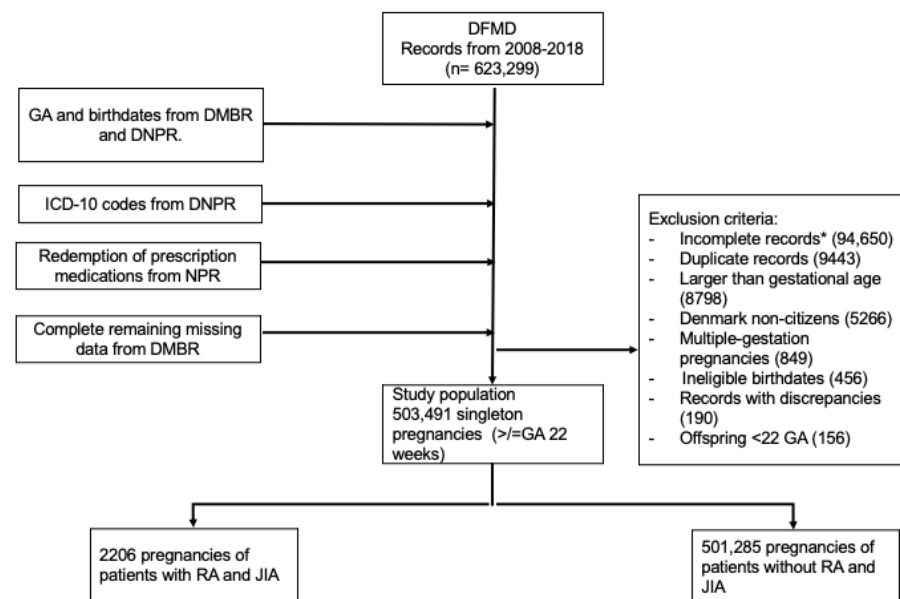 DFMD
Records from 2008-2018
(n= 623,299)
GA and birthdates from DMBR
and DNPR.
ICD-10 codes from DNPR
Redemption of prescription
medications from NPR
Complete remaining missing
data from DMBR
Exclusion criteria:
- Incomplete records* (94,650)
- Duplicate records (9443)
- Larger than gestational age
(8798)
- Denmark non-citizens (5266)
- Multiple-gestation
pregnancies (849)
- Ineligible birthdates (456)
- Records with discrepancies
(190)
- Offspring <22 GA (156)
Study population
503,491 singleton
pregnancies (>/=GA 22
weeks)
2206 pregnancies of
patients with RA and JIA
501,285 pregnancies of
patients without RA and
JIA